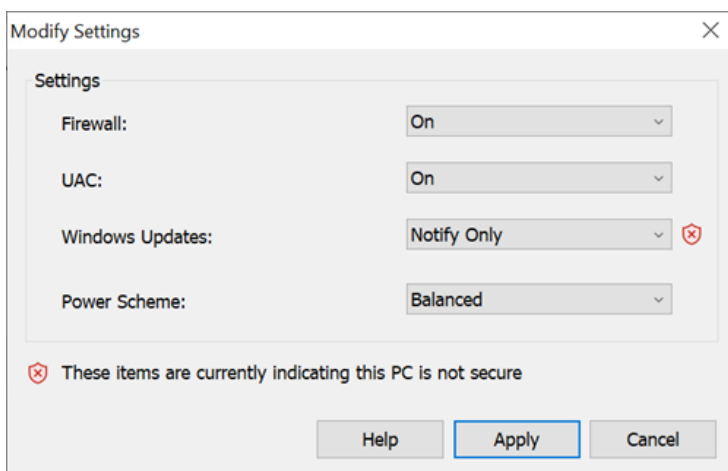 Modify Settings
Settings
Firewall: On
UAC: On
Windows Updates: Notify Only
Power Scheme: Balanced
These items are currently indicating this PC is not secure
Help Apply Cancel